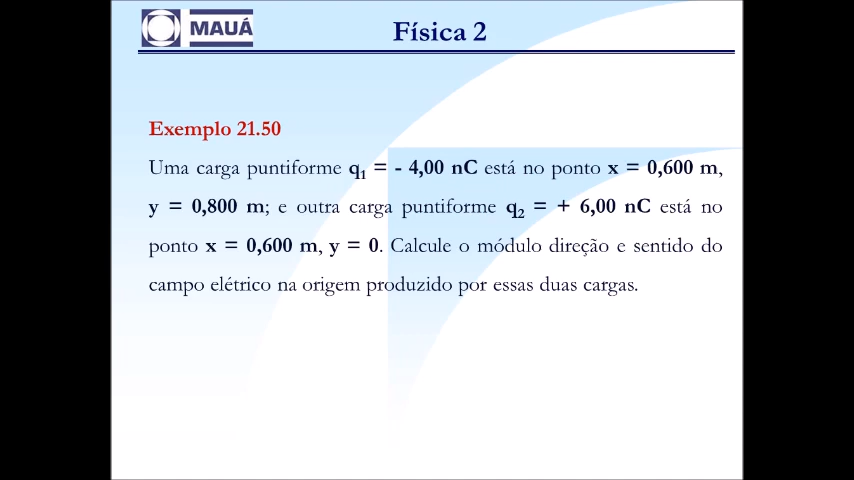 MAUÁ
Física 2
Exemplo 21.50
Uma carga puntiforme q₁ = - 4,00 nC está no ponto x = 0,600 m,
y = 0,800 m; e outra carga puntiforme q₂ = + 6,00 nC está no
ponto x = 0,600 m, y = 0. Calcule o módulo direção e sentido do
campo elétrico na origem produzido por essas duas cargas.